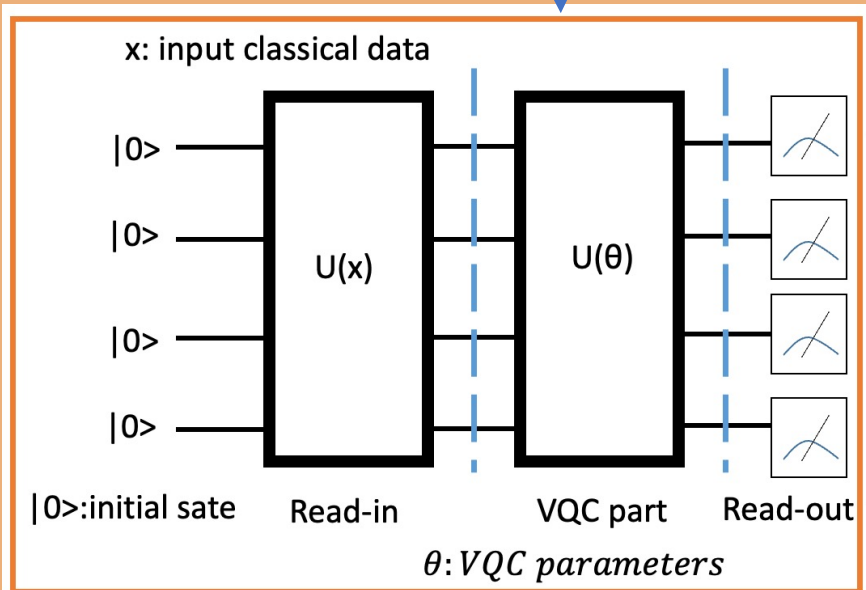 x: input classical data
|0>
|0>
U(x)
U(θ)
|0>
|0>
|0>:initial sate
Read-in
VQC part
Read-out
θ: VQC parameters